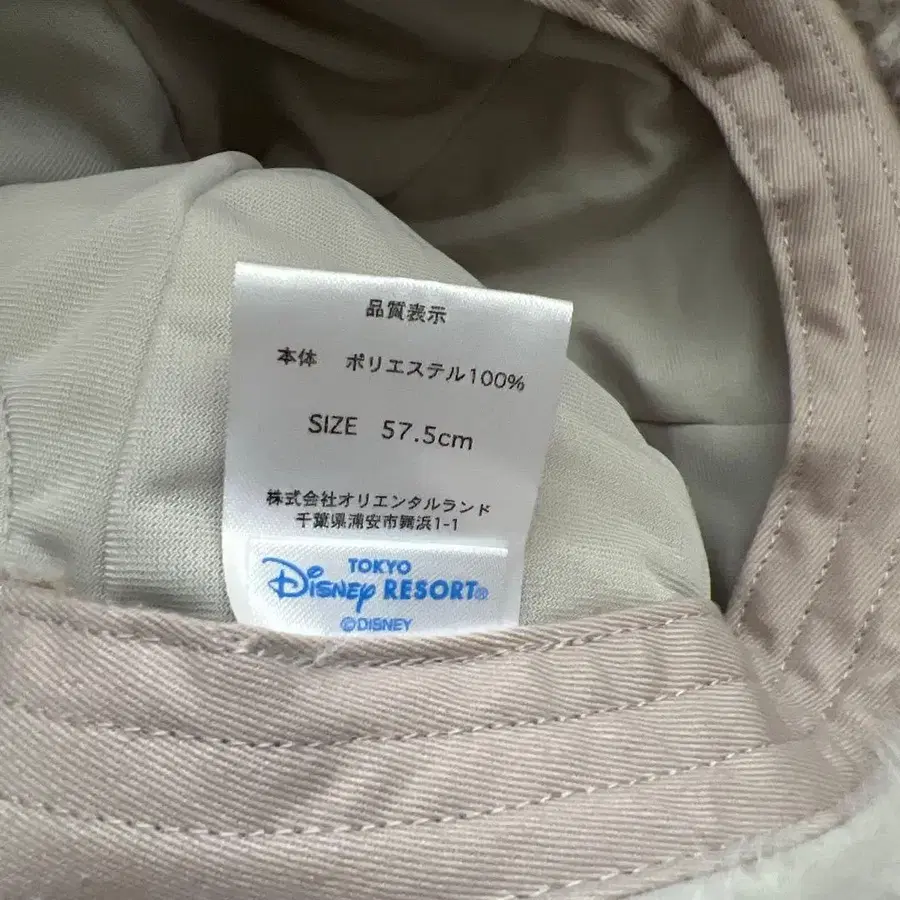 品質表示
本体 ポリエステル100%
SIZE 57.5cm
株式会社オリエンタルランド
千葉県浦安市舞浜1-1
TOKYO
Disney RESORT®
©DISNEY